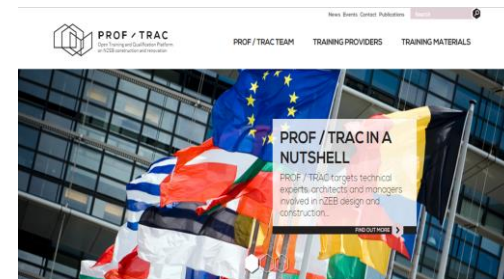 News Events Contact Publications Search
PROF / TRAC
Open Training and Qualification Platform
on NZEB construction and renovation
PROF / TRAC TEAM TRAINING PROVIDERS TRAINING MATERIALS
PROF / TRAC IN A
NUTSHELL
PROF / TRAC targets technical
experts, architects and managers
involved in nZEB design and
construction...
FIND OUT MORE